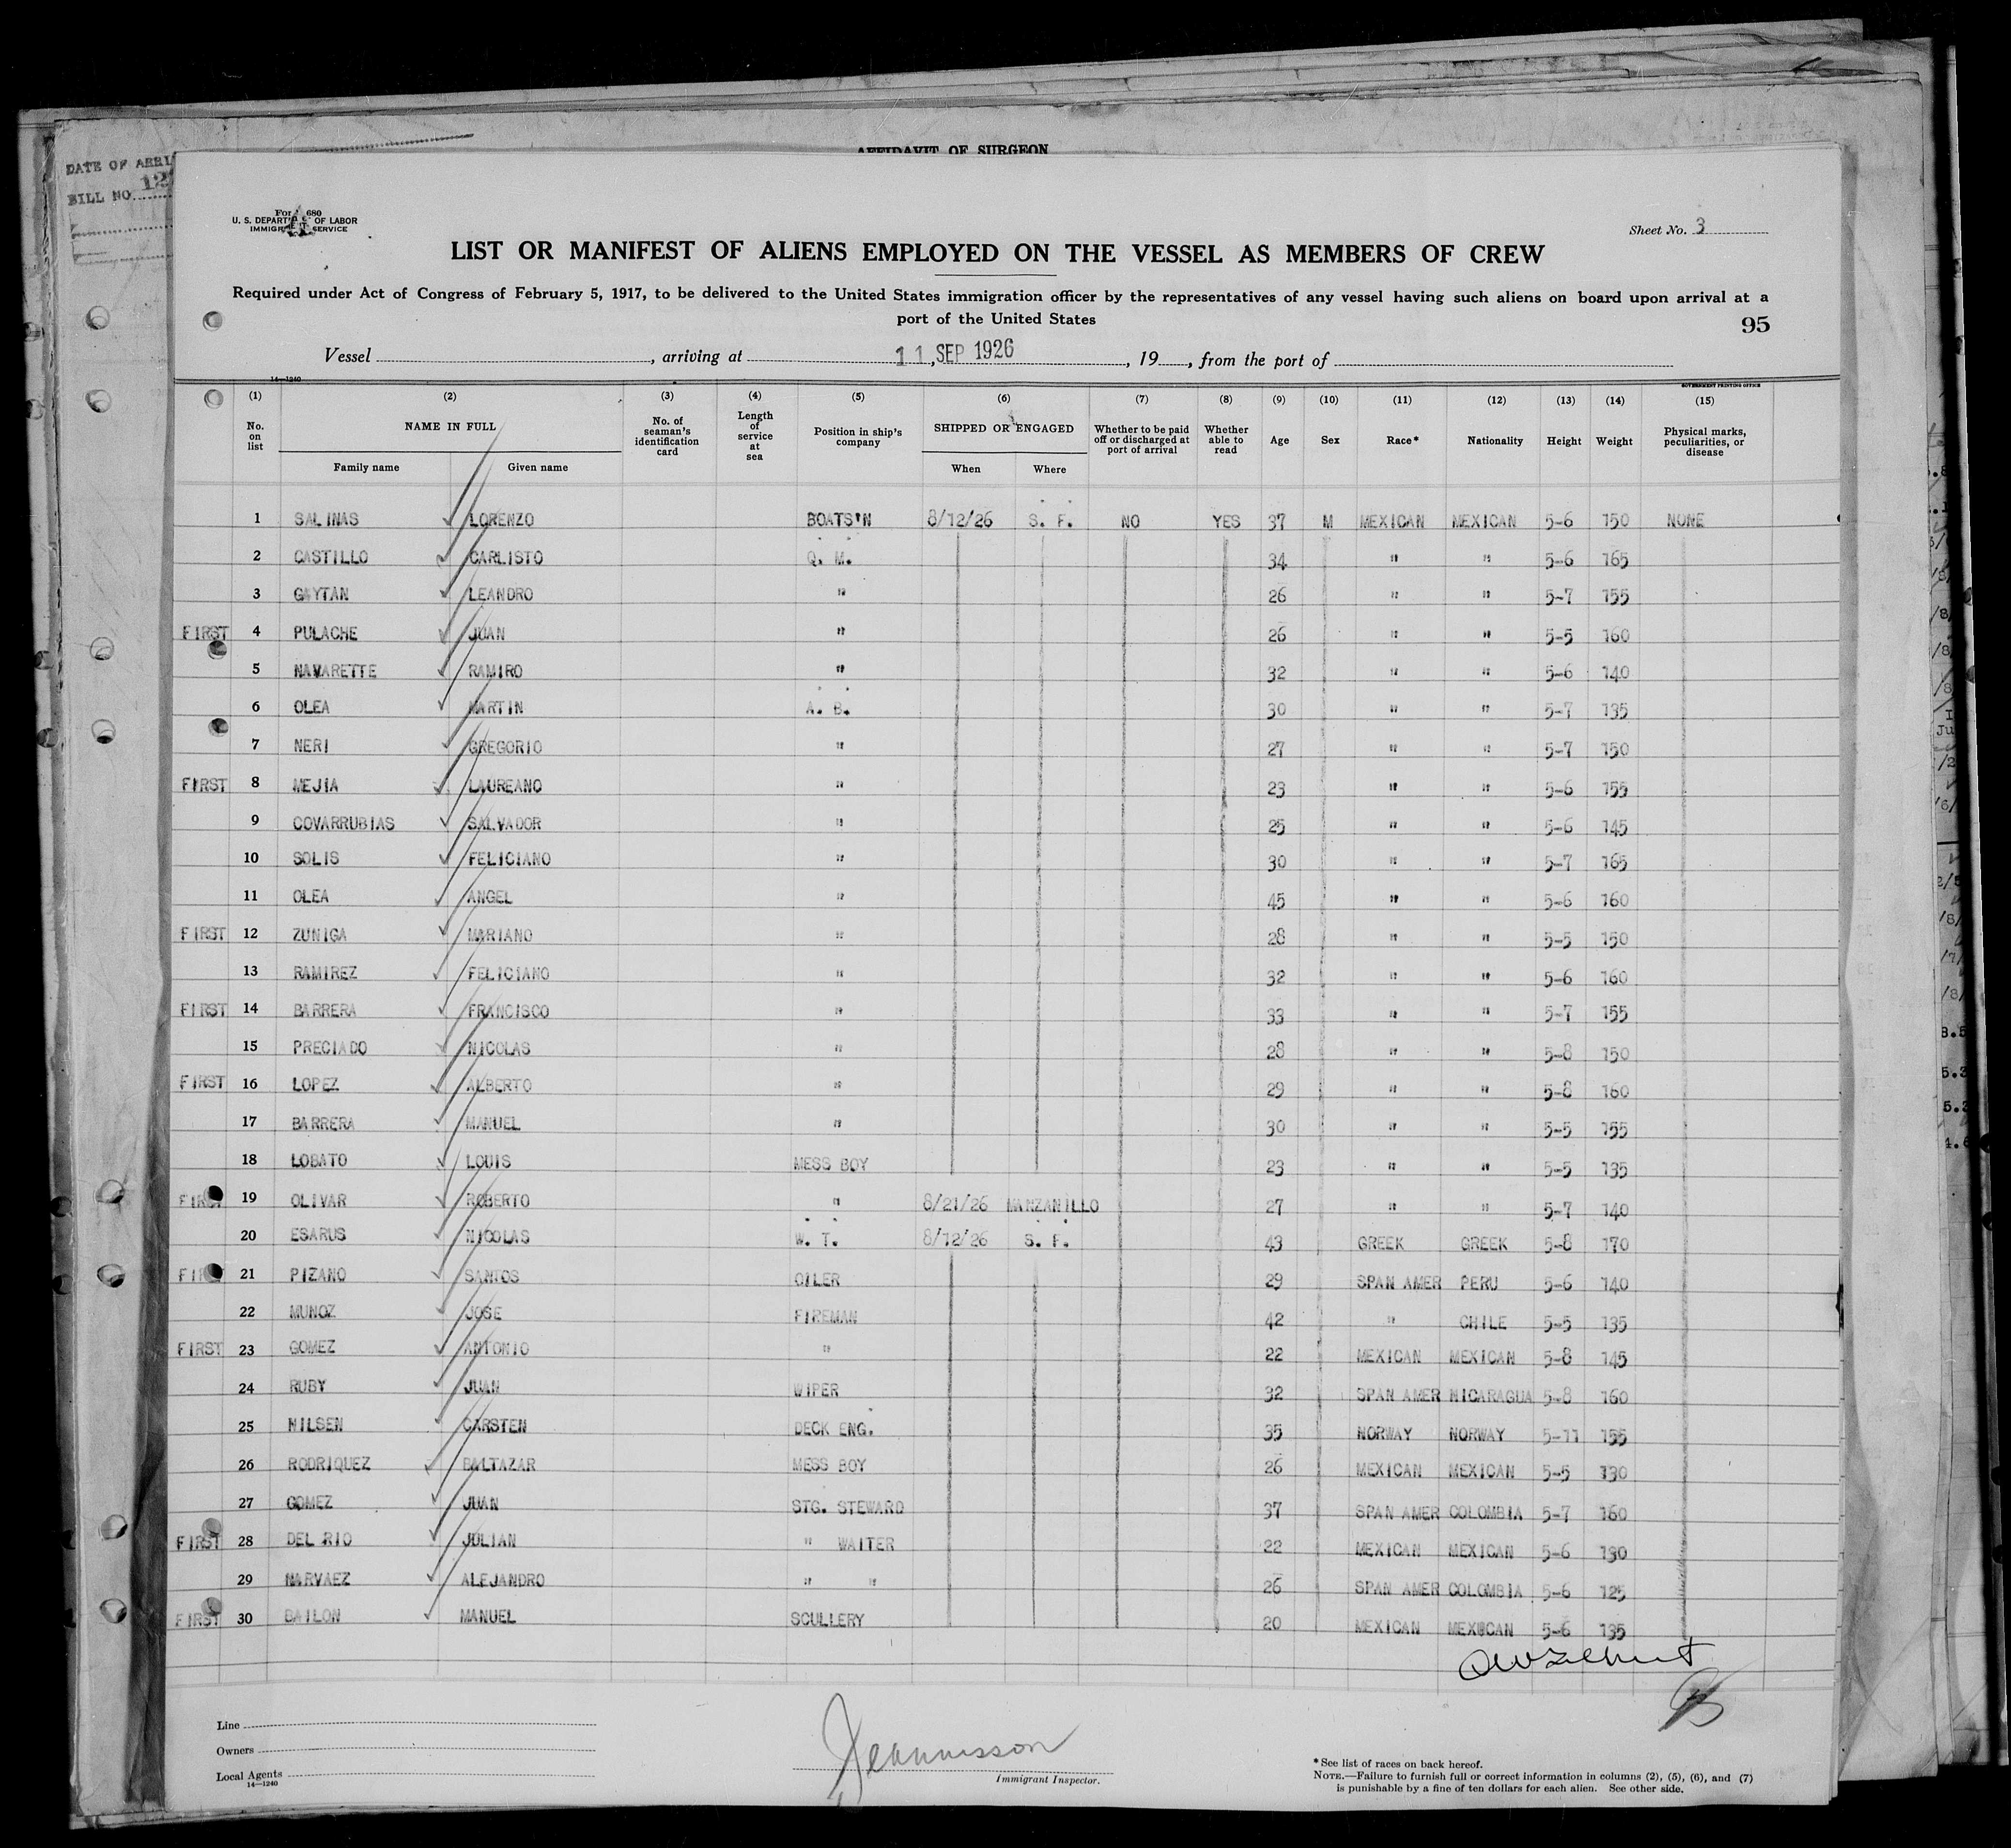 AFFIDAVIT OF SURGEON
DATE OF ARRI
BILL NO. 12
For 680
U. S. DEPART OF LABOR
IMMIGR SERVICE
Sheet No. 3
LIST OR MANIFEST OF ALIENS EMPLOYED ON THE VESSEL AS MEMBERS OF CREW
Required under Act of Congress of February 5, 1917, to be delivered to the United States immigration officer by the representatives of any vessel having such aliens on board upon arrival at a
port of the United States
95
Vessel , arriving at 11 SEP 1926 , 19 , from the port of
14—1240 GOVERNMENT PRINTING OFFICE
(1) (2) (3) (4) (5) (6) (7) (8) (9) (10) (11) (12) (13) (14) (15)
No. on list NAME IN FULL No. of seaman's identification card Length of service at sea Position in ship's company SHIPPED OR ENGAGED Whether to be paid off or discharged at port of arrival Whether able to read Age Sex Race* Nationality Height Weight Physical marks, peculiarities, or disease
Family name Given name When Where
1 SALINAS LORENZO BOATS'N 8/12/26 S. F. NO YES 37 M MEXICAN MEXICAN 5-6 150 NONE
2 CASTILLO CARLISTO Q. M. 34 " " 5-6 165
3 GAYTAN LEANDRO " 26 " " 5-7 155
FIRST 4 PULACHE JUAN " 26 " " 5-5 160
5 NAVARETTE RAMIRO " 32 " " 5-6 140
6 OLEA MARTIN A. B. 30 " " 5-7 135
7 NERI GREGORIO " 27 " " 5-7 150
FIRST 8 MEJIA LAUREANO " 23 " " 5-6 155
9 COVARRUBIAS SALVADOR " 25 " " 5-6 145
10 SOLIS FELICIANO " 30 " " 5-7 165
11 OLEA ANGEL " 45 " " 5-6 160
FIRST 12 ZUNIGA MARIANO " 28 " " 5-5 150
13 RAMIREZ FELICIANO " 32 " " 5-6 160
FIRST 14 BARRERA FRANCISCO " 33 " " 5-7 155
15 PRECIADO NICOLAS " 28 " " 5-8 150
FIRST 16 LOPEZ ALBERTO " 29 " " 5-8 160
17 BARRERA MANUEL " 30 " " 5-5 155
18 LOBATO LOUIS MESS BOY 23 " " 5-5 135
FIRST 19 OLIVAR ROBERTO " 8/21/26 MANZANILLO 27 " " 5-7 140
20 ESARUS NICOLAS W. T. 8/12/26 S. F. 43 GREEK GREEK 5-8 170
FIRST 21 PIZANO SANTOS OILER 29 SPAN AMER PERU 5-6 140
22 MUNOZ JOSE FIREMAN 42 " CHILE 5-5 135
FIRST 23 GOMEZ ANTONIO " 22 MEXICAN MEXICAN 5-8 145
24 RUBY JUAN WIPER 32 SPAN AMER NICARAGUA 5-8 160
25 NILSEN CARSTEN DECK ENG. 35 NORWAY NORWAY 5-11 155
26 RODRIQUEZ BALTAZAR MESS BOY 26 MEXICAN MEXICAN 5-5 130
27 GOMEZ JUAN STG. STEWARD 37 SPAN AMER COLOMBIA 5-7 160
FIRST 28 DEL RIO JULIAN " WAITER 22 MEXICAN MEXICAN 5-6 130
29 NARVAEZ ALEJANDRO " " 26 SPAN AMER COLOMBIA 5-6 125
FIRST 30 BAILON MANUEL SCULLERY 20 MEXICAN MEXICAN 5-6 135
Line
Owners
Local Agents
14—1240
Immigrant Inspector.
* See list of races on back hereof.
NOTE.—Failure to furnish full or correct information in columns (2), (5), (6), and (7)
is punishable by a fine of ten dollars for each alien. See other side.